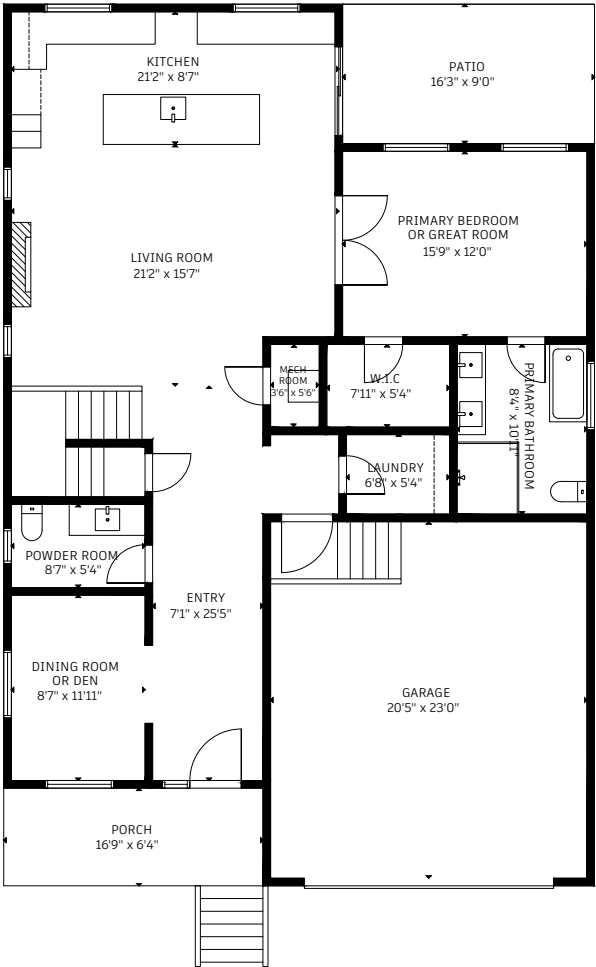 KITCHEN
21'2" x 8'7"
PATIO
16'3" x 9'0"
PRIMARY BEDROOM
OR GREAT ROOM
15'9" x 12'0"
LIVING ROOM
21'2" x 15'7"
MECH
ROOM
3'6" x 5'6"
W.I.C
7'11" x 5'4"
PRIMARY BATHROOM
8'4" x 10'11"
LAUNDRY
6'8" x 5'4"
POWDER ROOM
8'7" x 5'4"
ENTRY
7'1" x 25'5"
DINING ROOM
OR DEN
8'7" x 11'11"
GARAGE
20'5" x 23'0"
PORCH
16'9" x 6'4"